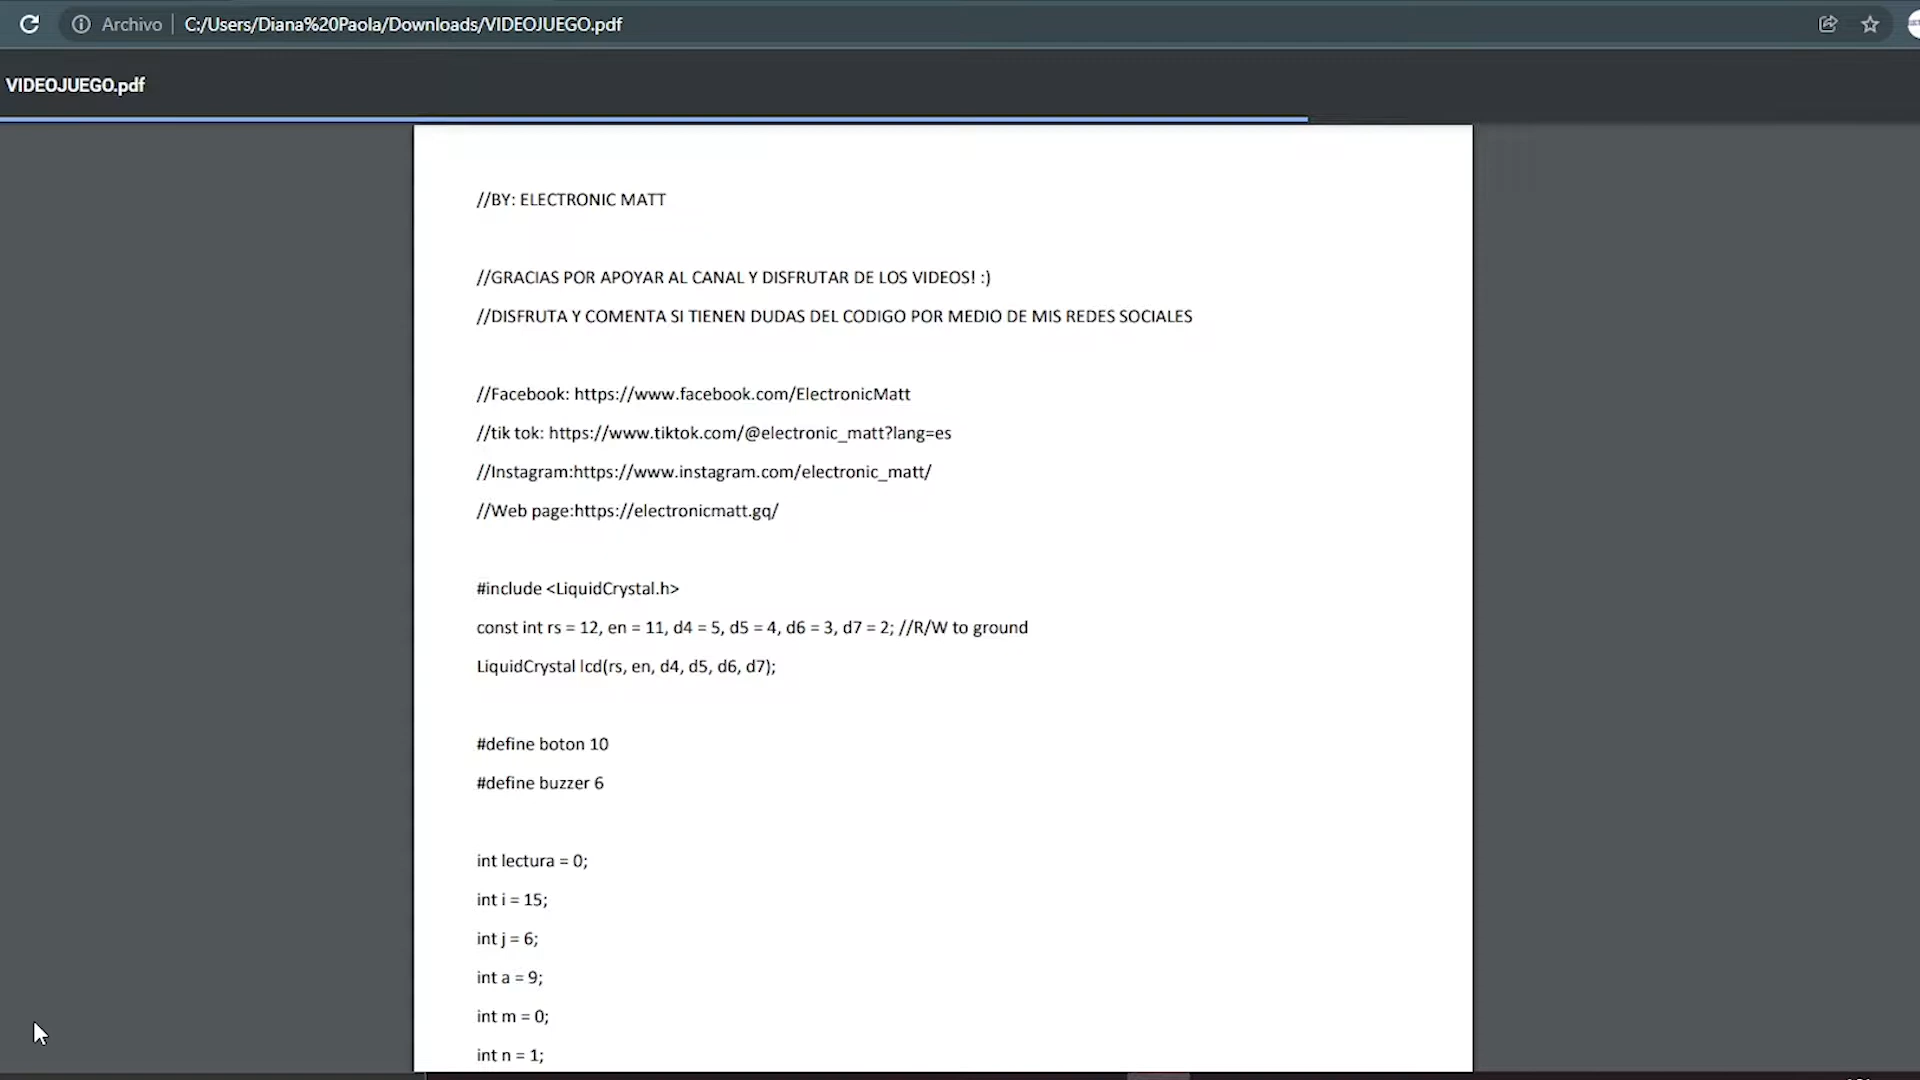 Archivo C:/Users/Diana%20Paola/Downloads/VIDEOJUEGO.pdf
VIDEOJUEGO.pdf
//BY: ELECTRONIC MATT
//GRACIAS POR APOYAR AL CANAL Y DISFRUTAR DE LOS VIDEOS! :)
//DISFRUTA Y COMENTA SI TIENEN DUDAS DEL CODIGO POR MEDIO DE MIS REDES SOCIALES
//Facebook: https://www.facebook.com/ElectronicMatt
//tik tok: https://www.tiktok.com/@electronic_matt?lang=es
//Instagram:https://www.instagram.com/electronic_matt/
//Web page:https://electronicmatt.gq/
#include <LiquidCrystal.h>
const int rs = 12, en = 11, d4 = 5, d5 = 4, d6 = 3, d7 = 2; //R/W to ground
LiquidCrystal lcd(rs, en, d4, d5, d6, d7);
#define boton 10
#define buzzer 6
int lectura = 0;
int i = 15;
int j = 6;
int a = 9;
int m = 0;
int n = 1;